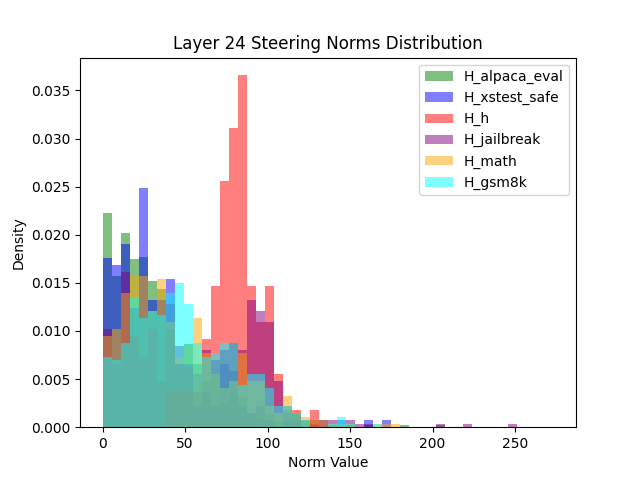 Layer 24 Steering Norms Distribution
H_alpaca_eval
H_xstest_safe
H_h
H_jailbreak
H_math
H_gsm8k
Density
0.035
0.030
0.025
0.020
0.015
0.010
0.005
0.000
0 50 100 150 200 250
Norm Value